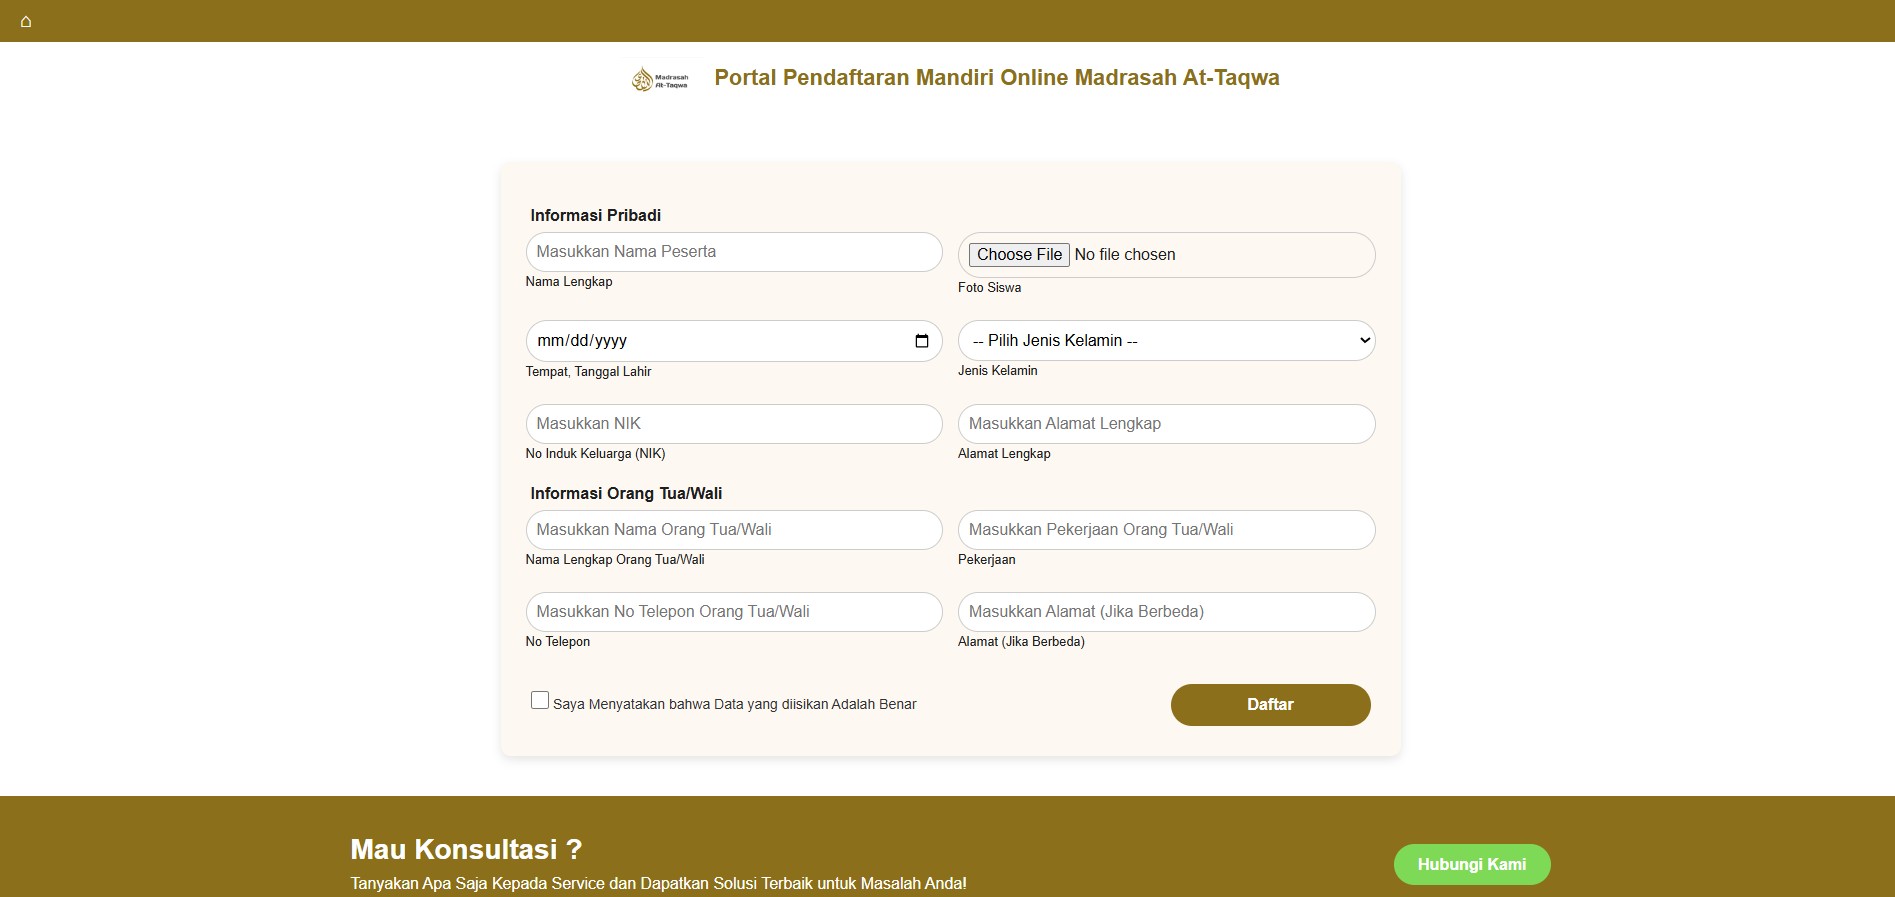 Madrasah
At-Taqwa
Portal Pendaftaran Mandiri Online Madrasah At-Taqwa
Informasi Pribadi
Masukkan Nama Peserta
Nama Lengkap
Choose File No file chosen
Foto Siswa
mm/dd/yyyy
Tempat, Tanggal Lahir
-- Pilih Jenis Kelamin --
Jenis Kelamin
Masukkan NIK
No Induk Keluarga (NIK)
Masukkan Alamat Lengkap
Alamat Lengkap
Informasi Orang Tua/Wali
Masukkan Nama Orang Tua/Wali
Nama Lengkap Orang Tua/Wali
Masukkan Pekerjaan Orang Tua/Wali
Pekerjaan
Masukkan No Telepon Orang Tua/Wali
No Telepon
Masukkan Alamat (Jika Berbeda)
Alamat (Jika Berbeda)
Saya Menyatakan bahwa Data yang diisikan Adalah Benar
Daftar
Mau Konsultasi ?
Tanyakan Apa Saja Kepada Service dan Dapatkan Solusi Terbaik untuk Masalah Anda!
Hubungi Kami